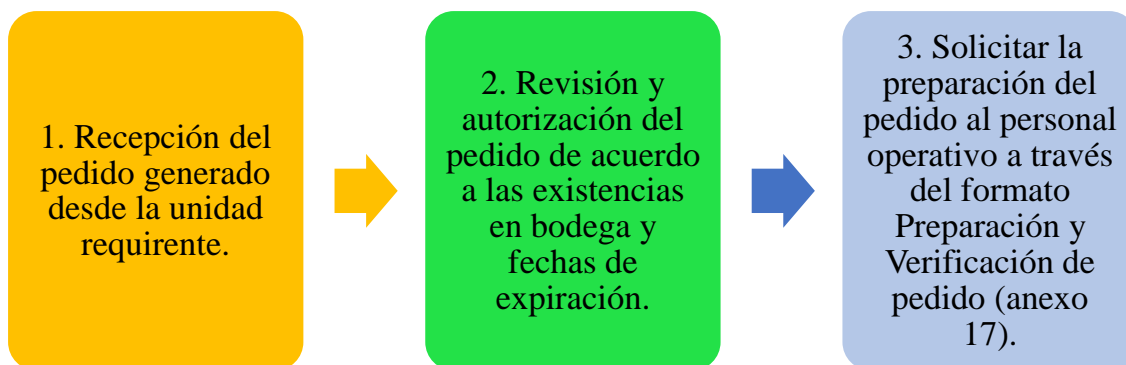 1. Recepción del
pedido generado
desde la unidad
requirente.
2. Revisión y
autorización del
pedido de acuerdo
a las existencias
en bodega y
fechas de
expiración.
3. Solicitar la
preparación del
pedido al personal
operativo a través
del formato
Preparación y
Verificación de
pedido (anexo
17).